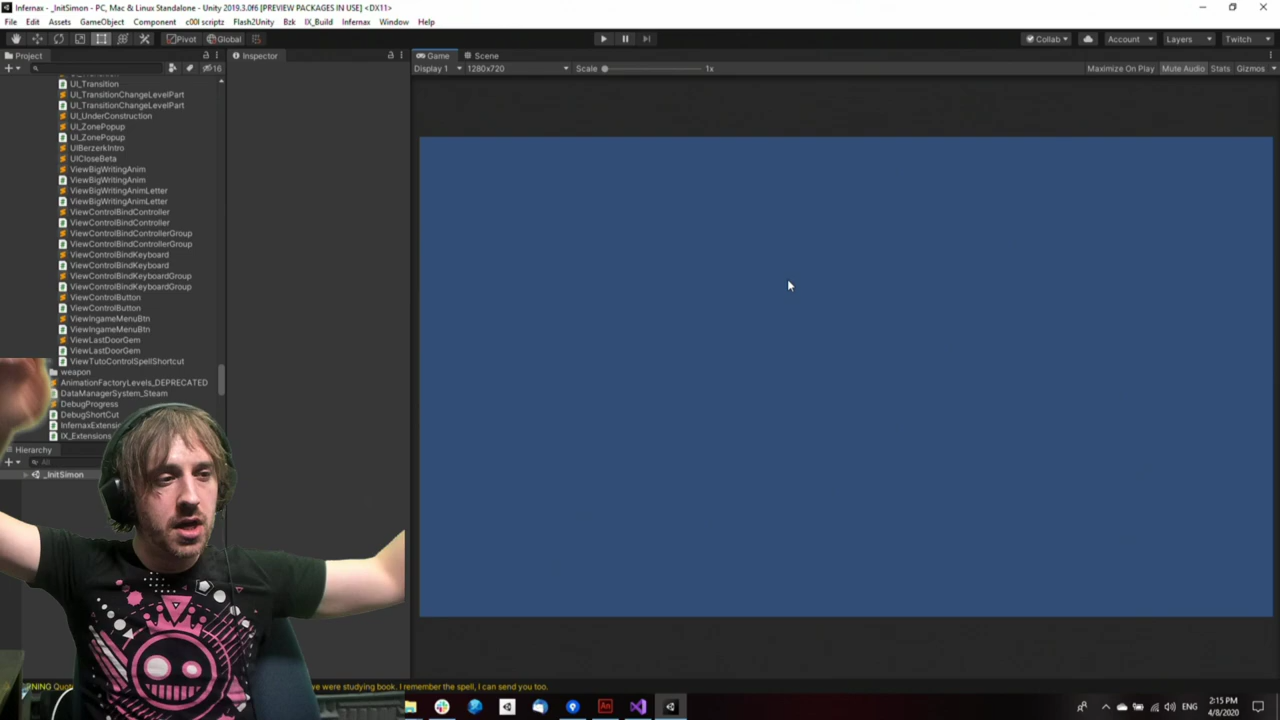 Infernax - _InitSimon - PC, Mac & Linux Standalone - Unity 2019.3.0f6 [PREVIEW PACKAGES IN USE] <DX11>
File Edit Assets GameObject Component c00l scriptz Flash2Unity Bzk IX_Build Infernax Window Help
Pivot Global Collab Account Layers Twitch
Project Inspector Game Scene
16 Display 1 1280x720 Scale 1x Maximize On Play Mute Audio Stats Gizmos
UI_Transition
UI_TransitionChangeLevelPart
UI_TransitionChangeLevelPart
UI_UnderConstruction
UI_ZonePopup
UI_ZonePopup
UIBerzerkIntro
UICloseBeta
ViewBigWritingAnim
ViewBigWritingAnim
ViewBigWritingAnimLetter
ViewBigWritingAnimLetter
ViewControlBindController
ViewControlBindController
ViewControlBindControllerGroup
ViewControlBindControllerGroup
ViewControlBindKeyboard
ViewControlBindKeyboard
ViewControlBindKeyboardGroup
ViewControlBindKeyboardGroup
ViewControlButton
ViewControlButton
ViewIngameMenuBtn
ViewIngameMenuBtn
ViewLastDoorGem
ViewLastDoorGem
ViewTutoControlSpellShortcut
weapon
AnimationFactoryLevels_DEPRECATED
DataManagerSystem_Steam
DebugProgress
DebugShortCut
IX_Extensions
Hierarchy
All
_InitSimon
were studying book. I remember the spell, I can send you too.
An
ENG 2:15 PM
4/8/2020